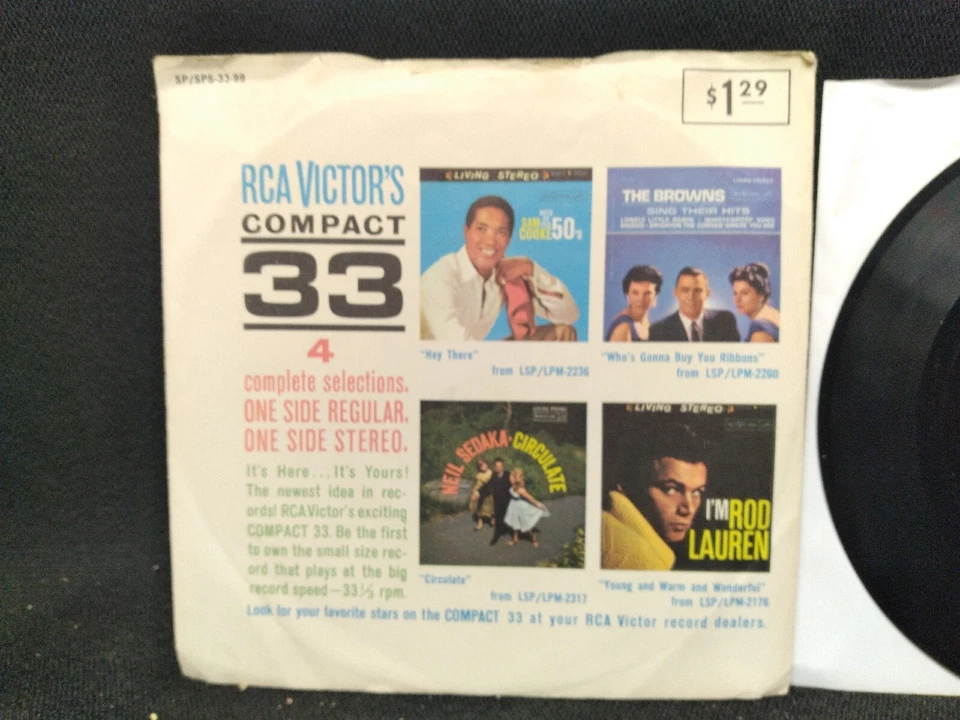 SP/SPS-33-98
$1 29
RCA VICTOR'S
COMPACT
33
4
complete selections.
ONE SIDE REGULAR.
ONE SIDE STEREO.
It's Here...It's Yours!
The newest idea in rec-
ords! RCA Victor's exciting
COMPACT 33. Be the first
to own the small size rec-
ord that plays at the big
record speed—33⅓ rpm.
LIVING STEREO
SAM
COOKE 50's
"Hey There"
from LSP/LPM-2236
THE BROWNS
SING THEIR HITS
"Who's Gonna Buy You Ribbons"
from LSP/LPM-2260
NEIL SEDAKA · CIRCULATE
"Circulate"
from LSP/LPM-2317
LIVING STEREO
I'M ROD
LAUREN
"Young and Warm and Wonderful"
from LSP/LPM-2176
Look for your favorite stars on the COMPACT 33 at your RCA Victor record dealers.